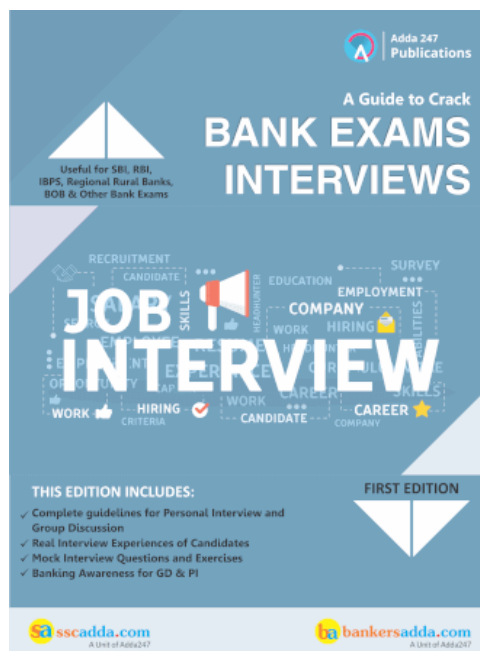 Adda 247
Publications
A Guide to Crack
BANK EXAMS
INTERVIEWS
Useful for SBI, RBI,
IBPS, Regional Rural Banks,
BOB & Other Bank Exams
RECRUITMENT
CANDIDATE
SKILLS
HEADHUNTER
EDUCATION
SURVEY
EMPLOYMENT
COMPANY
WORK HIRING
JOB
INTERVIEW
WORK
HIRING
CRITERIA
WORK
CAREER
SKILLS
CANDIDATE
CAREER
COMPANY
THIS EDITION INCLUDES:
✓ Complete guidelines for Personal Interview and
Group Discussion
✓ Real Interview Experiences of Candidates
✓ Mock Interview Questions and Exercises
✓ Banking Awareness for GD & PI
FIRST EDITION
sa sscadda.com
A Unit of Adda247
ba bankersadda.com
A Unit of Adda247